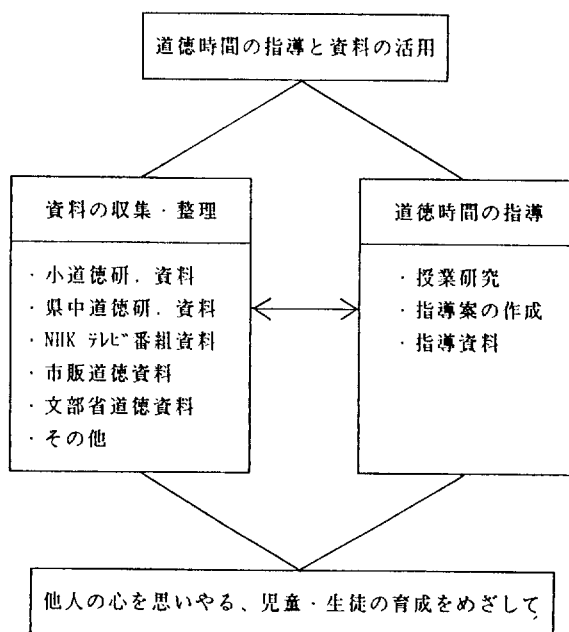 道徳時間の指導と資料の活用
資料の収集・整理
・小道徳研．資料
・県中道徳研．資料
・NHK テレビ番組資料
・市販道徳資料
・文部省道徳資料
・その他
道徳時間の指導
・授業研究
・指導案の作成
・指導資料
他人の心を思いやる、児童・生徒の育成をめざして